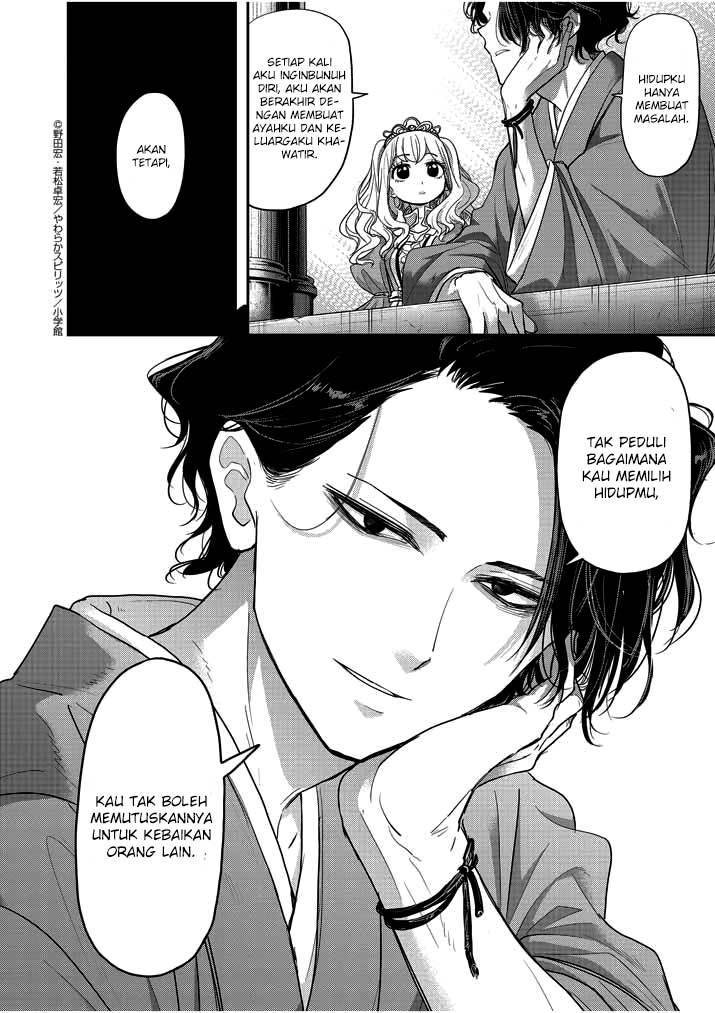 HIDUPKU
HANYA
MEMBUAT
MASALAH.
SETIAP KALI
AKU INGINBUNUH
DIRI, AKU AKAN
BERAKHIR DE-
NGAN MEMBUAT
AYAHKU DAN KE-
LUARGAKU KHA-
WATIR.
AKAN
TETAPI,
©野田宏・若松卓宏／やわらかスピリッツ／小学館
TAK PEDULI
BAGAIMANA
KAU MEMILIH
HIDUPMU,
KAU TAK BOLEH
MEMUTUSKANNYA
UNTUK KEBAIKAN
ORANG LAIN.